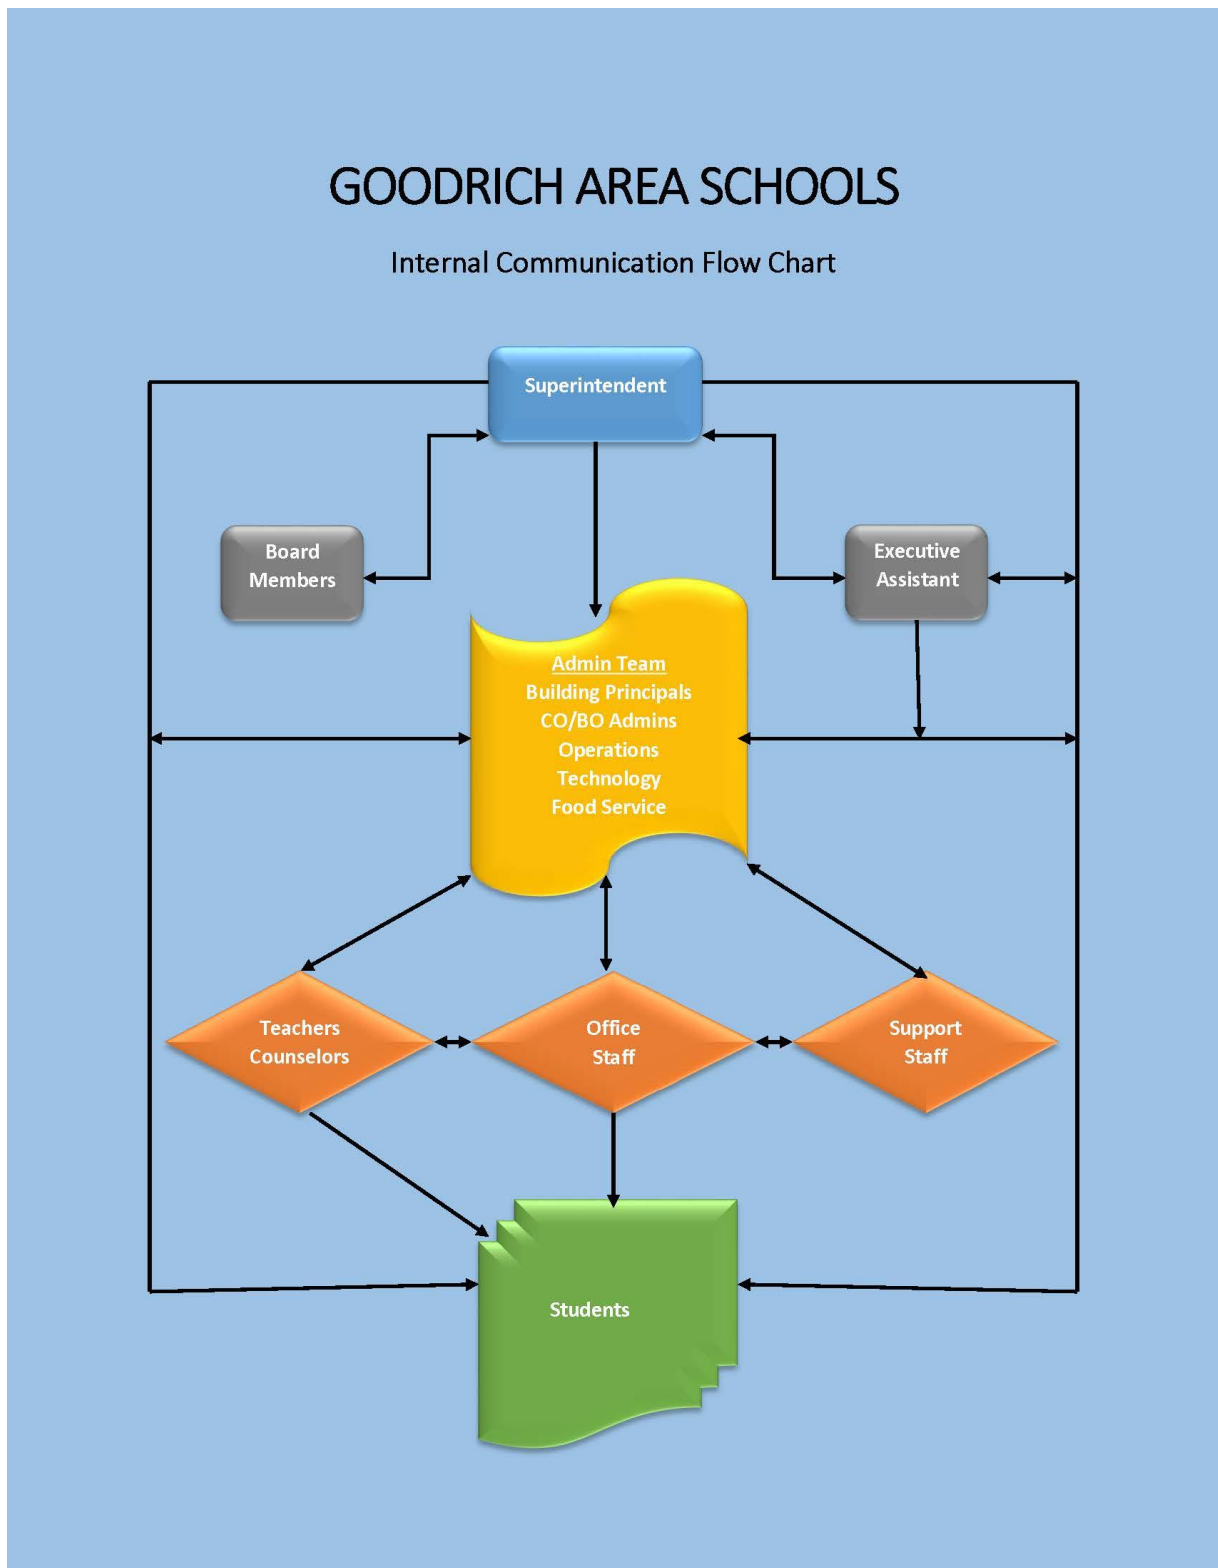 GOODRICH AREA SCHOOLS
Internal Communication Flow Chart
Superintendent
Board
Members
Executive
Assistant
Admin Team
Building Principals
CO/BO Admins
Operations
Technology
Food Service
Teachers
Counselors
Office
Staff
Support
Staff
Students